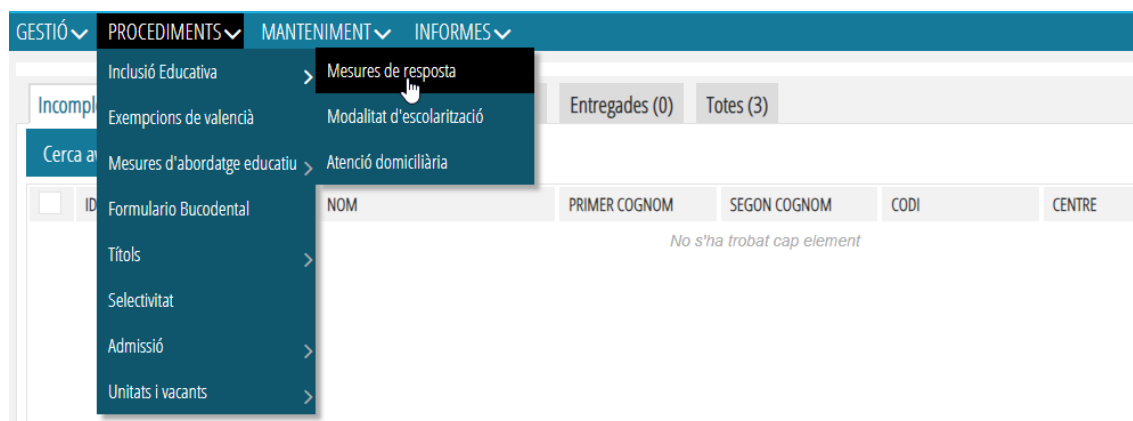 GESTIÓ PROCEDIMENTS MANTENIMENT INFORMES
Inclusió Educativa
Exempcions de valencià
Mesures d'abordatge educatiu
Formulario Bucodental
Títols
Selectivitat
Admissió
Unitats i vacants
Mesures de resposta
Modalitat d'escolarització
Atenció domiciliària
Entregades (0) Totes (3)
Cerca
NOM PRIMER COGNOM SEGON COGNOM CODI CENTRE
No s'ha trobat cap element